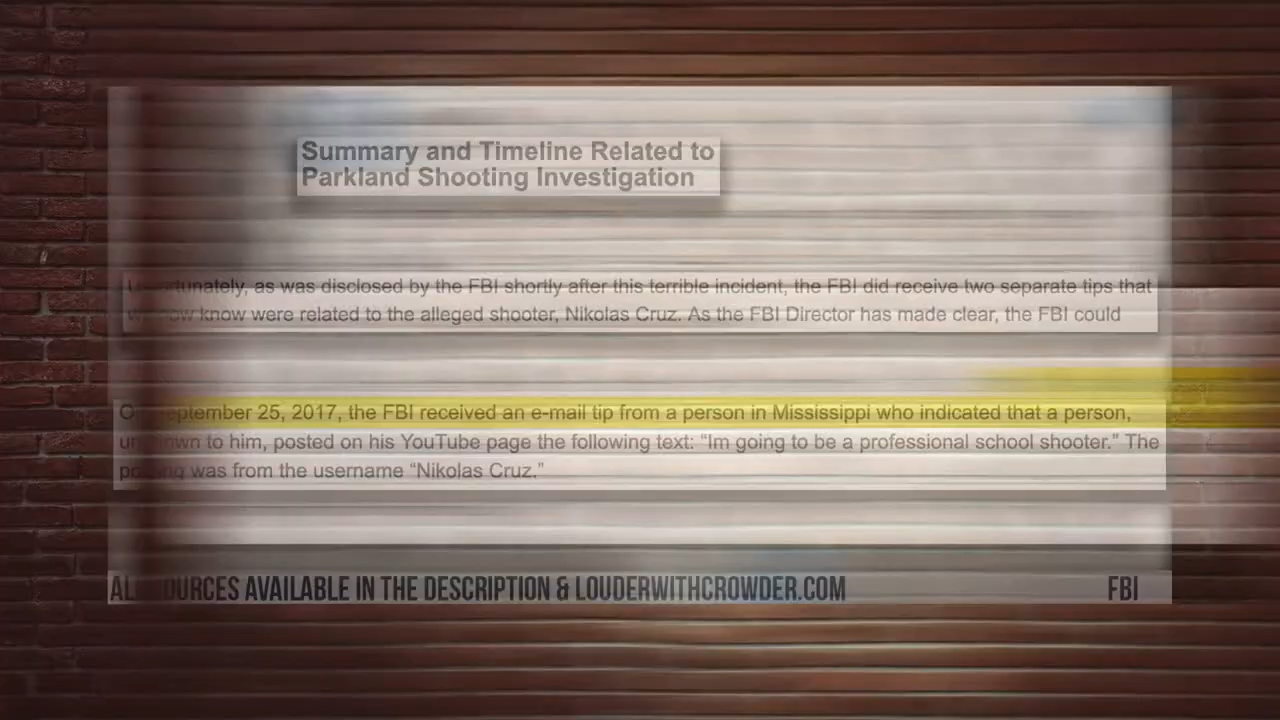 Summary and Timeline Related to
Parkland Shooting Investigation
as was disclosed by the FBI shortly after this terrible incident, the FBI did receive two separate tips that
know were related to the alleged shooter, Nikolas Cruz. As the FBI Director has made clear, the FBI could
September 25, 2017, the FBI received an e-mail tip from a person in Mississippi who indicated that a person,
to him, posted on his YouTube page the following text: “Im going to be a professional school shooter.” The
posting was from the username “Nikolas Cruz.”
ALL SOURCES AVAILABLE IN THE DESCRIPTION & LOUDERWITHCROWDER.COM
FBI